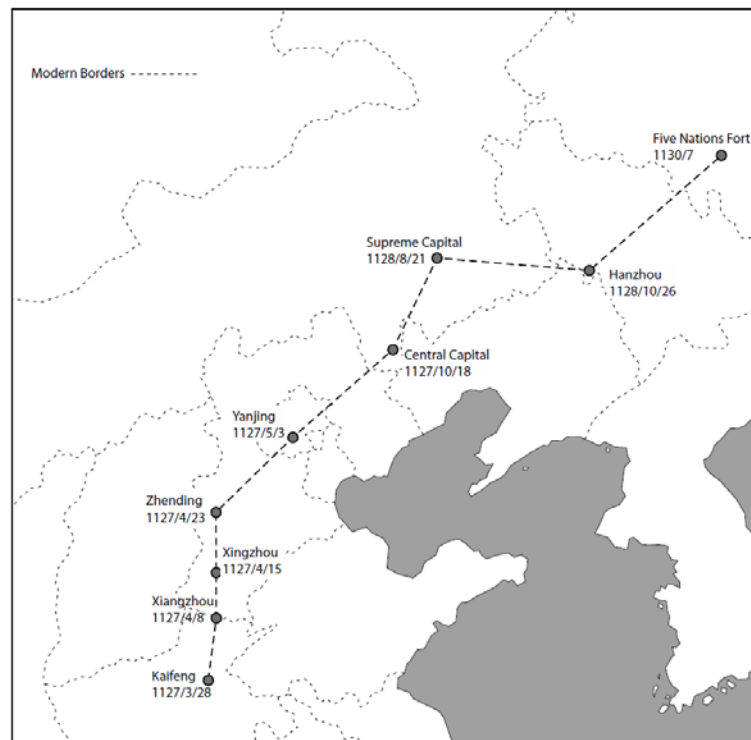 Modern Borders
Five Nations Fort
1130/7
Supreme Capital
1128/8/21
Hanzhou
1128/10/26
Central Capital
1127/10/18
Yanjing
1127/5/3
Zhending
1127/4/23
Xingzhou
1127/4/15
Xiangzhou
1127/4/8
Kaifeng
1127/3/28